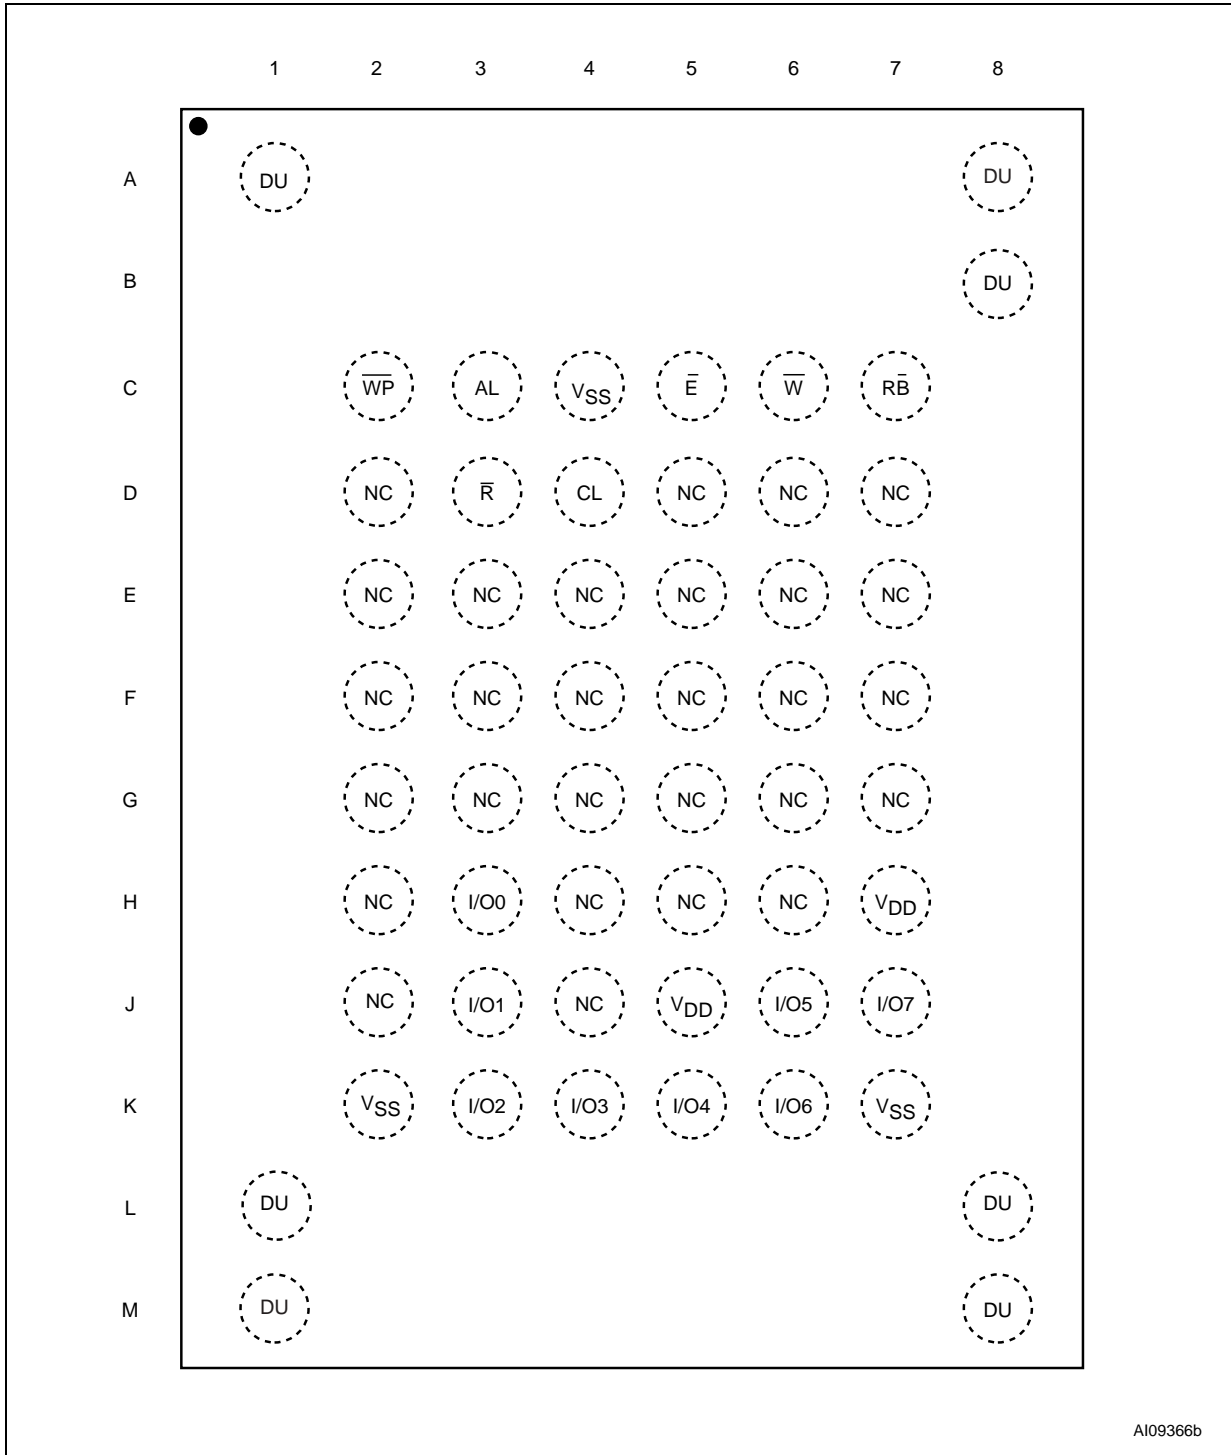 1 2 3 4 5 6 7 8
A DU DU
B DU
C W̅P̅ AL VSS E̅ W̅ RB̅
D NC R̅ CL NC NC NC
E NC NC NC NC NC NC
F NC NC NC NC NC NC
G NC NC NC NC NC NC
H NC I/O0 NC NC NC VDD
J NC I/O1 NC VDD I/O5 I/O7
K VSS I/O2 I/O3 I/O4 I/O6 VSS
L DU DU
M DU DU
AI09366b